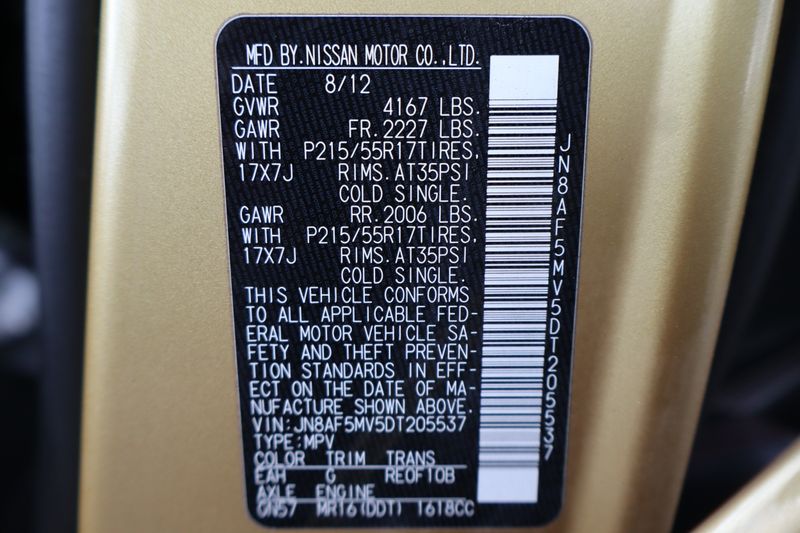 MFD BY.NISSAN MOTOR CO.,LTD.
DATE 8/12
GVWR 4167 LBS.
GAWR FR.2227 LBS.
WITH P215/55R17TIRES,
17X7J RIMS.AT35PSI
COLD SINGLE.
GAWR RR.2006 LBS.
WITH P215/55R17TIRES,
17X7J RIMS.AT35PSI
COLD SINGLE.
THIS VEHICLE CONFORMS
TO ALL APPLICABLE FED-
ERAL MOTOR VEHICLE SA-
FETY AND THEFT PREVEN-
TION STANDARDS IN EFF-
ECT ON THE DATE OF MA-
NUFACTURE SHOWN ABOVE.
VIN:JN8AF5MV5DT205537
TYPE:MPV
COLOR TRIM TRANS
EAH G RE0F10B
AXLE ENGINE
GN57 MR16(DDT) 1618CC
JN8AF5MV5DT205537